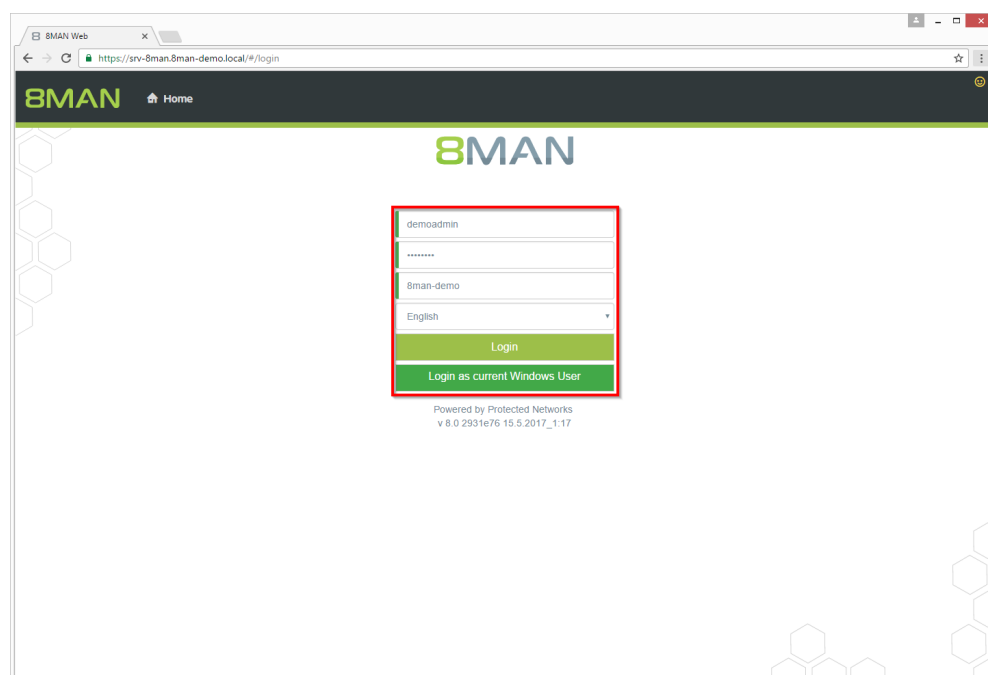 8MAN Web
https://srv-8man.8man-demo.local/#/login
8MAN Home
8MAN
demoadmin
••••••••
8man-demo
English
Login
Login as current Windows User
Powered by Protected Networks
v 8.0 2931e76 15.5.2017_1:17